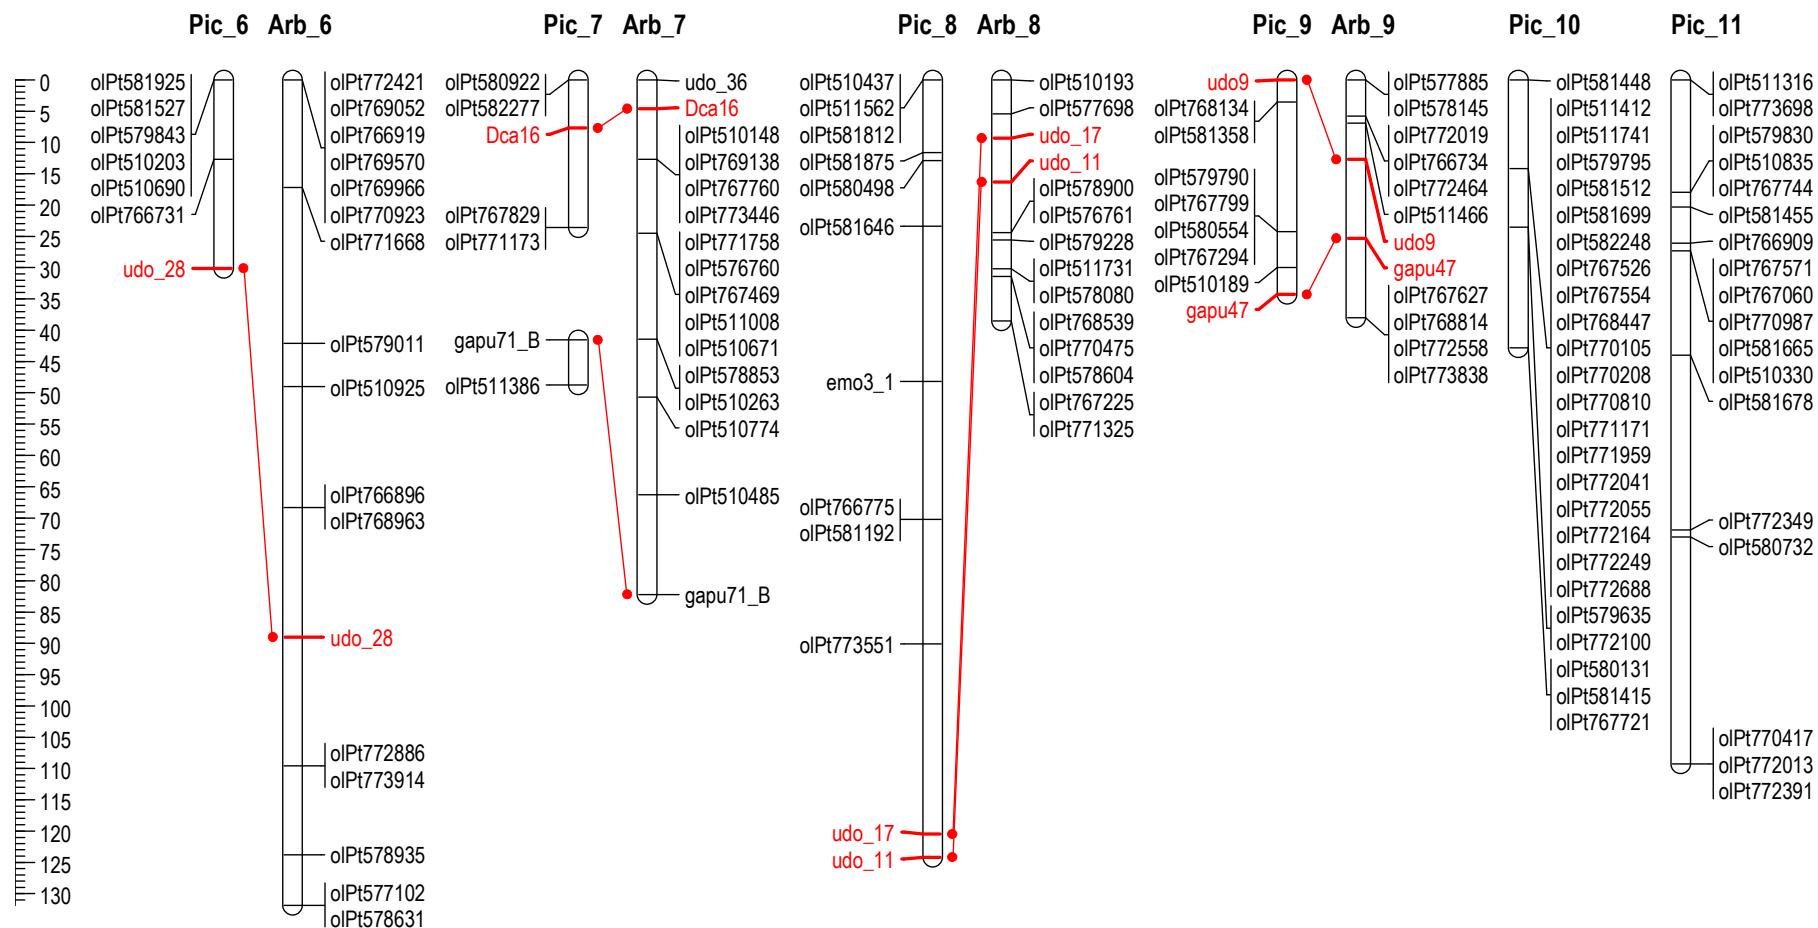 Pic_6 Arb_6 Pic_7 Arb_7 Pic_8 Arb_8 Pic_9 Arb_9 Pic_10 Pic_11
0
5
10
15
20
25
30
35
40
45
50
55
60
65
70
75
80
85
90
95
100
105
110
115
120
125
130
olPt581925
olPt581527
olPt579843
olPt510203
olPt510690
olPt766731
udo_28
olPt772421
olPt769052
olPt766919
olPt769570
olPt769966
olPt770923
olPt771668
olPt579011
olPt510925
olPt766896
olPt768963
udo_28
olPt772886
olPt773914
olPt578935
olPt577102
olPt578631
olPt580922
olPt582277
Dca16
olPt767829
olPt771173
gapu71_B
olPt511386
udo_36
Dca16
olPt510148
olPt769138
olPt767760
olPt773446
olPt771758
olPt576760
olPt767469
olPt511008
olPt510671
olPt578853
olPt510263
olPt510774
olPt510485
gapu71_B
olPt510437
olPt511562
olPt581812
olPt581875
olPt580498
olPt581646
emo3_1
olPt766775
olPt581192
olPt773551
udo_17
udo_11
olPt510193
olPt577698
udo_17
udo_11
olPt578900
olPt576761
olPt579228
olPt511731
olPt578080
olPt768539
olPt770475
olPt578604
olPt767225
olPt771325
udo9
olPt768134
olPt581358
olPt579790
olPt767799
olPt580554
olPt767294
olPt510189
gapu47
olPt577885
olPt578145
olPt772019
olPt766734
olPt772464
olPt511466
udo9
gapu47
olPt767627
olPt768814
olPt772558
olPt773838
olPt581448
olPt511412
olPt511741
olPt579795
olPt581512
olPt581699
olPt582248
olPt767526
olPt767554
olPt768447
olPt770105
olPt770208
olPt770810
olPt771171
olPt771959
olPt772041
olPt772055
olPt772164
olPt772249
olPt772688
olPt579635
olPt772100
olPt580131
olPt581415
olPt767721
olPt511316
olPt773698
olPt579830
olPt510835
olPt767744
olPt581455
olPt766909
olPt767571
olPt767060
olPt770987
olPt581665
olPt510330
olPt581678
olPt772349
olPt580732
olPt770417
olPt772013
olPt772391